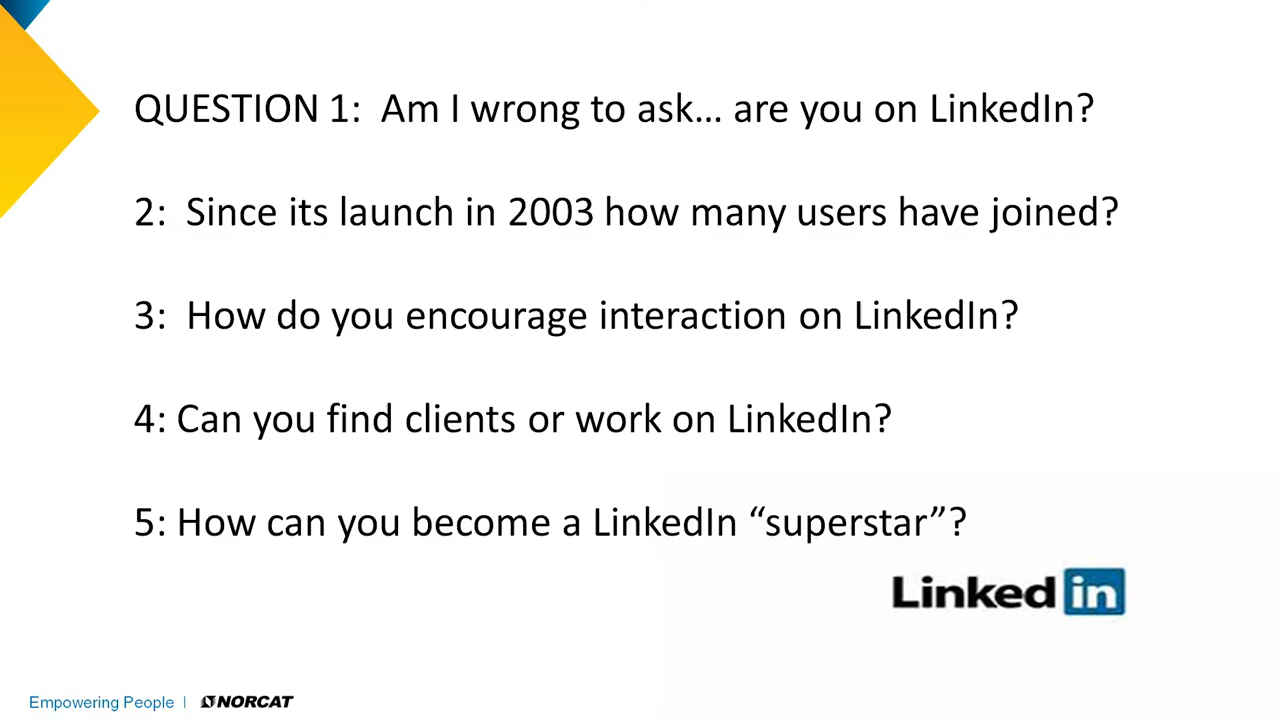 QUESTION 1:  Am I wrong to ask… are you on LinkedIn?
2:  Since its launch in 2003 how many users have joined?
3:  How do you encourage interaction on LinkedIn?
4: Can you find clients or work on LinkedIn?
5: How can you become a LinkedIn “superstar”?
Linked in
Empowering People | NORCAT